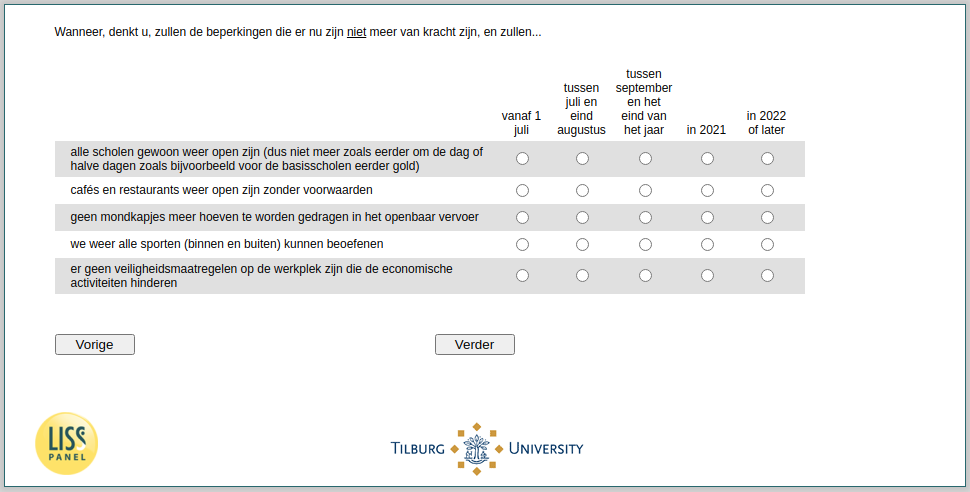 Wanneer, denkt u, zullen de beperkingen die er nu zijn niet meer van kracht zijn, en zullen...
vanaf 1
juli
tussen
juli en
eind
augustus
tussen
september
en het
eind van
het jaar
in 2021
in 2022
of later
alle scholen gewoon weer open zijn (dus niet meer zoals eerder om de dag of
halve dagen zoals bijvoorbeeld voor de basisscholen eerder gold)
cafés en restaurants weer open zijn zonder voorwaarden
geen mondkapjes meer hoeven te worden gedragen in het openbaar vervoer
we weer alle sporten (binnen en buiten) kunnen beoefenen
er geen veiligheidsmaatregelen op de werkplek zijn die de economische
activiteiten hinderen
Vorige
Verder
LISS
PANEL
TILBURG UNIVERSITY